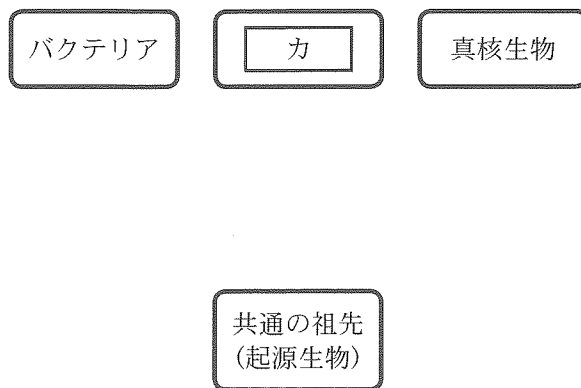 バクテリア
カ
真核生物
共通の祖先
(起源生物)